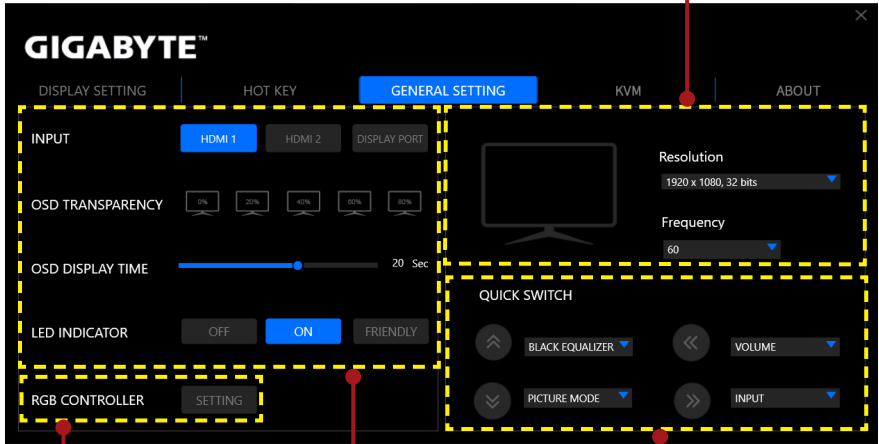 GIGABYTE™
DISPLAY SETTING HOT KEY GENERAL SETTING KVM ABOUT
INPUT HDMI 1 HDMI 2 DISPLAY PORT
OSD TRANSPARENCY 0% 20% 40% 60% 80%
OSD DISPLAY TIME 20 Sec
LED INDICATOR OFF ON FRIENDLY
RGB CONTROLLER SETTING
Resolution
1920 x 1080, 32 bits
Frequency
60
QUICK SWITCH
BLACK EQUALIZER VOLUME
PICTURE MODE INPUT